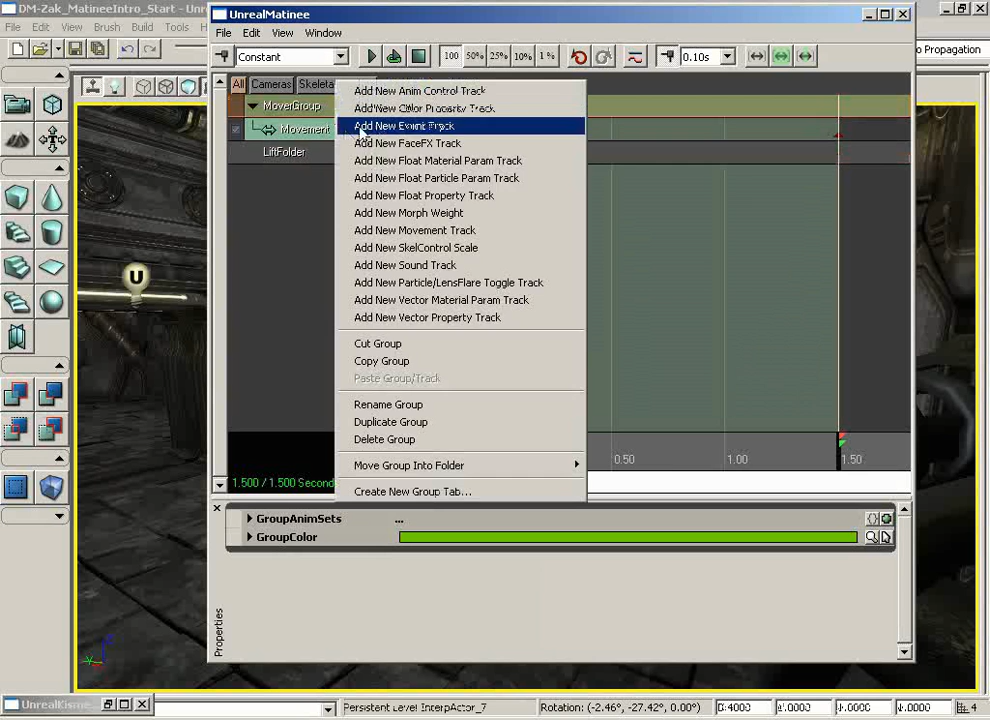 DM-Zak_MatineeIntro_Start - Unre
File Edit View Brush Build Tools
UnrealMatinee
File Edit View Window
Constant 100 50% 25% 10% 1% 0.10s
o Propagation
All Cameras Skeleta
MoverGroup
Movement
LiftFolder
Add New Anim Control Track
Add New Color Property Track
Add New Event Track
Add New FaceFX Track
Add New Float Material Param Track
Add New Float Particle Param Track
Add New Float Property Track
Add New Morph Weight
Add New Movement Track
Add New SkelControl Scale
Add New Sound Track
Add New Particle/LensFlare Toggle Track
Add New Vector Material Param Track
Add New Vector Property Track
Cut Group
Copy Group
Paste Group/Track
Rename Group
Duplicate Group
Delete Group
Move Group Into Folder
Create New Group Tab...
U
0.50 1.00 1.50
1.500 / 1.500 Second
GroupAnimSets ...
GroupColor
Properties
UnrealKisme
Persistent Level InterpActor_7 Rotation: (-2.46°, -27.42°, 0.00°) D:4000 4